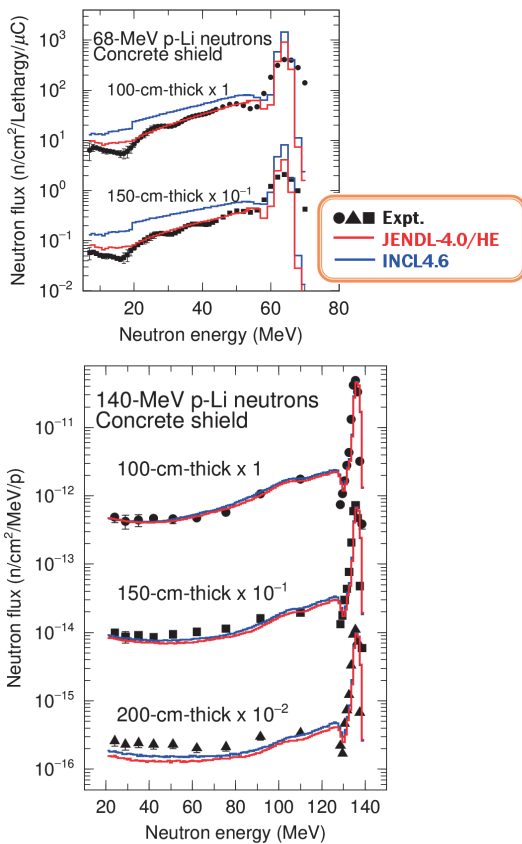 68-MeV p-Li neutrons
Concrete shield
100-cm-thick x 1
150-cm-thick x 10⁻¹
Neutron flux (n/cm²/Lethargy/μC)
10³
10²
10¹
10⁰
10⁻¹
10⁻²
20 40 60 80
Neutron energy (MeV)
Expt.
JENDL-4.0/HE
INCL4.6
140-MeV p-Li neutrons
Concrete shield
100-cm-thick x 1
150-cm-thick x 10⁻¹
200-cm-thick x 10⁻²
Neutron flux (n/cm²/MeV/p)
10⁻¹¹
10⁻¹²
10⁻¹³
10⁻¹⁴
10⁻¹⁵
10⁻¹⁶
20 40 60 80 100 120 140
Neutron energy (MeV)